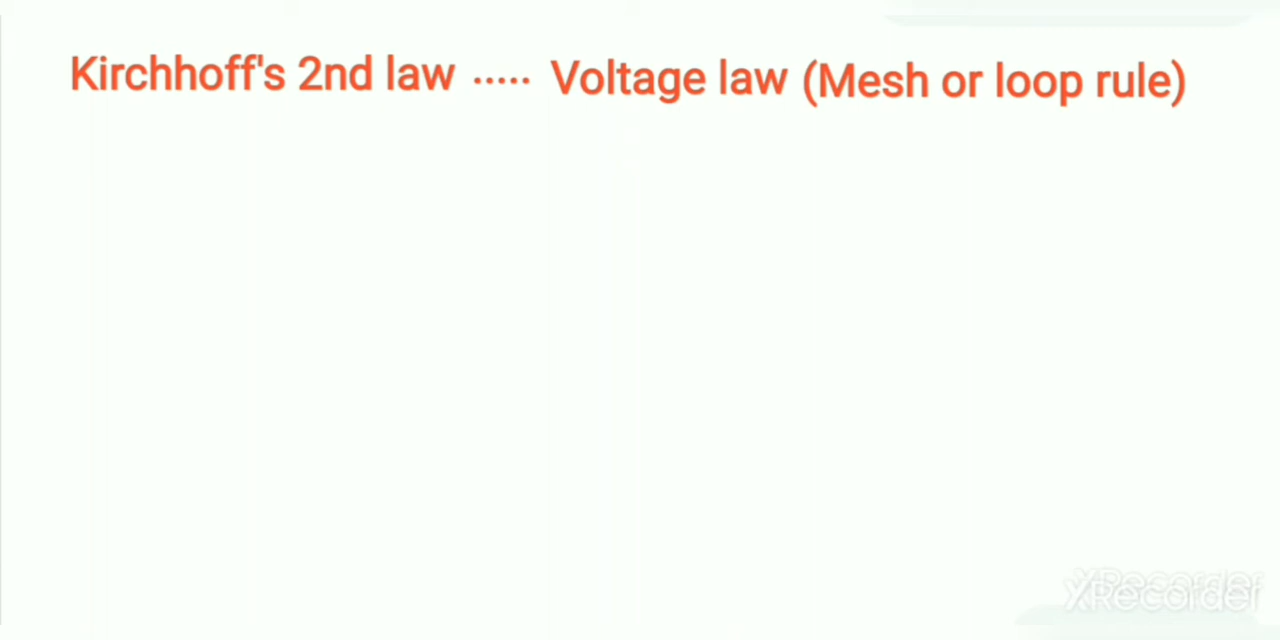 Kirchhoff's 2nd law ..... Voltage law (Mesh or loop rule)
XRecorder